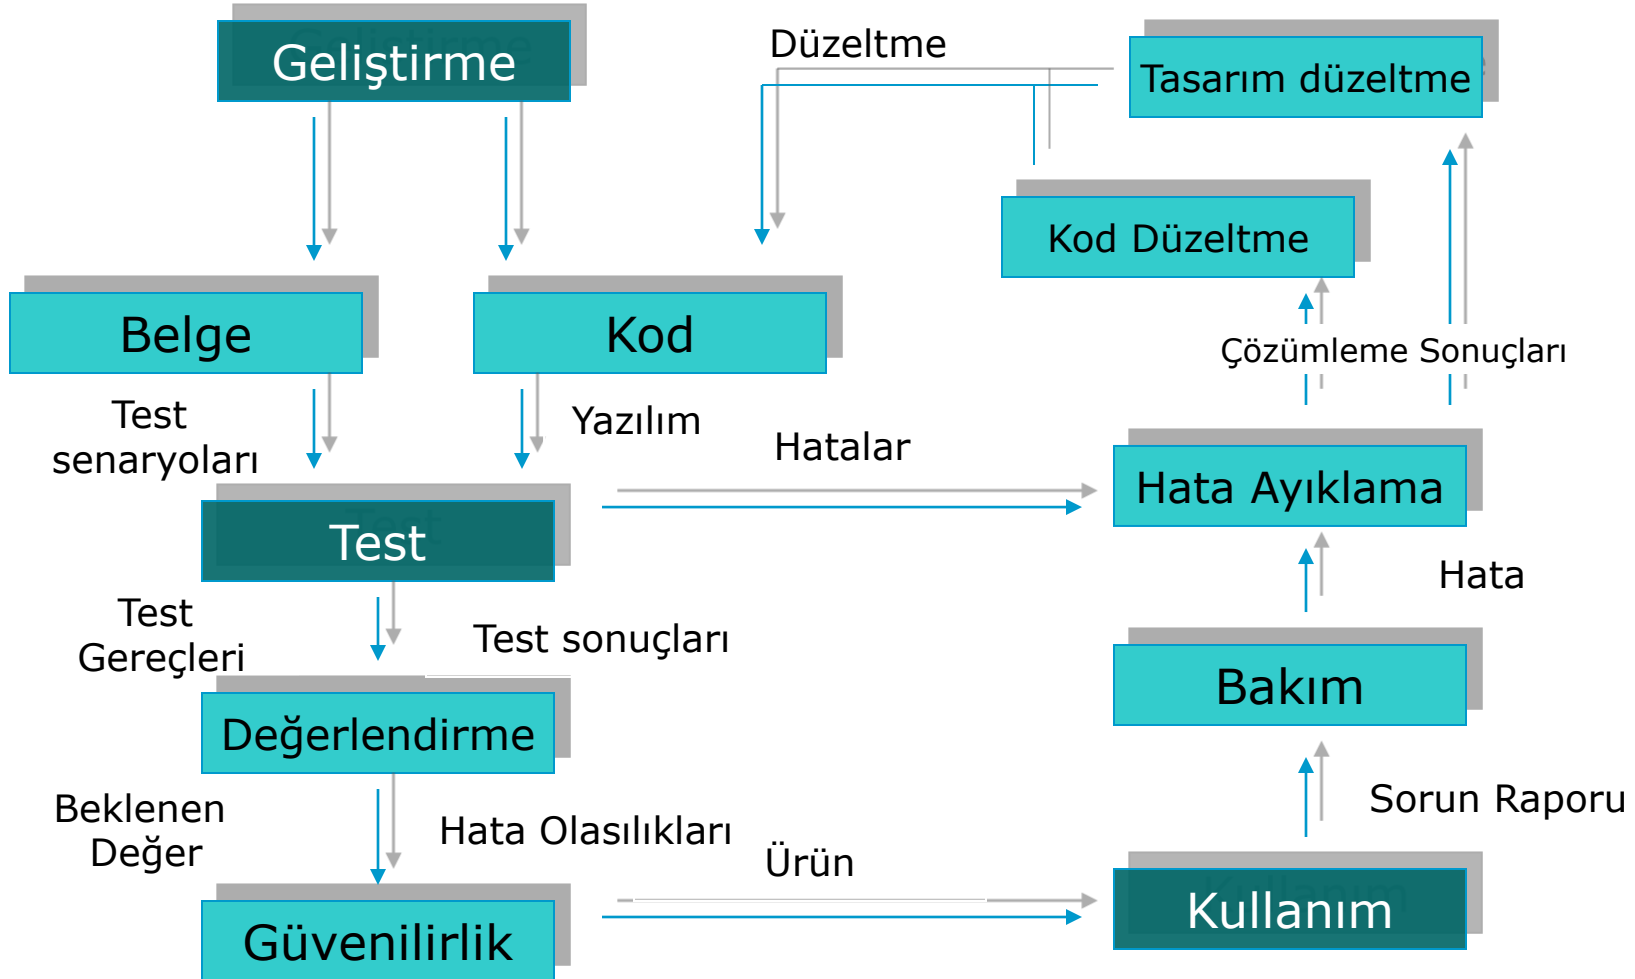 Geliştirme
Düzeltme
Tasarım düzeltme
Kod Düzeltme
Belge
Kod
Çözümleme Sonuçları
Test
senaryoları
Yazılım
Hatalar
Hata Ayıklama
Test
Hata
Test
Gereçleri
Test sonuçları
Bakım
Değerlendirme
Sorun Raporu
Beklenen
Değer
Hata Olasılıkları
Ürün
Kullanım
Güvenilirlik